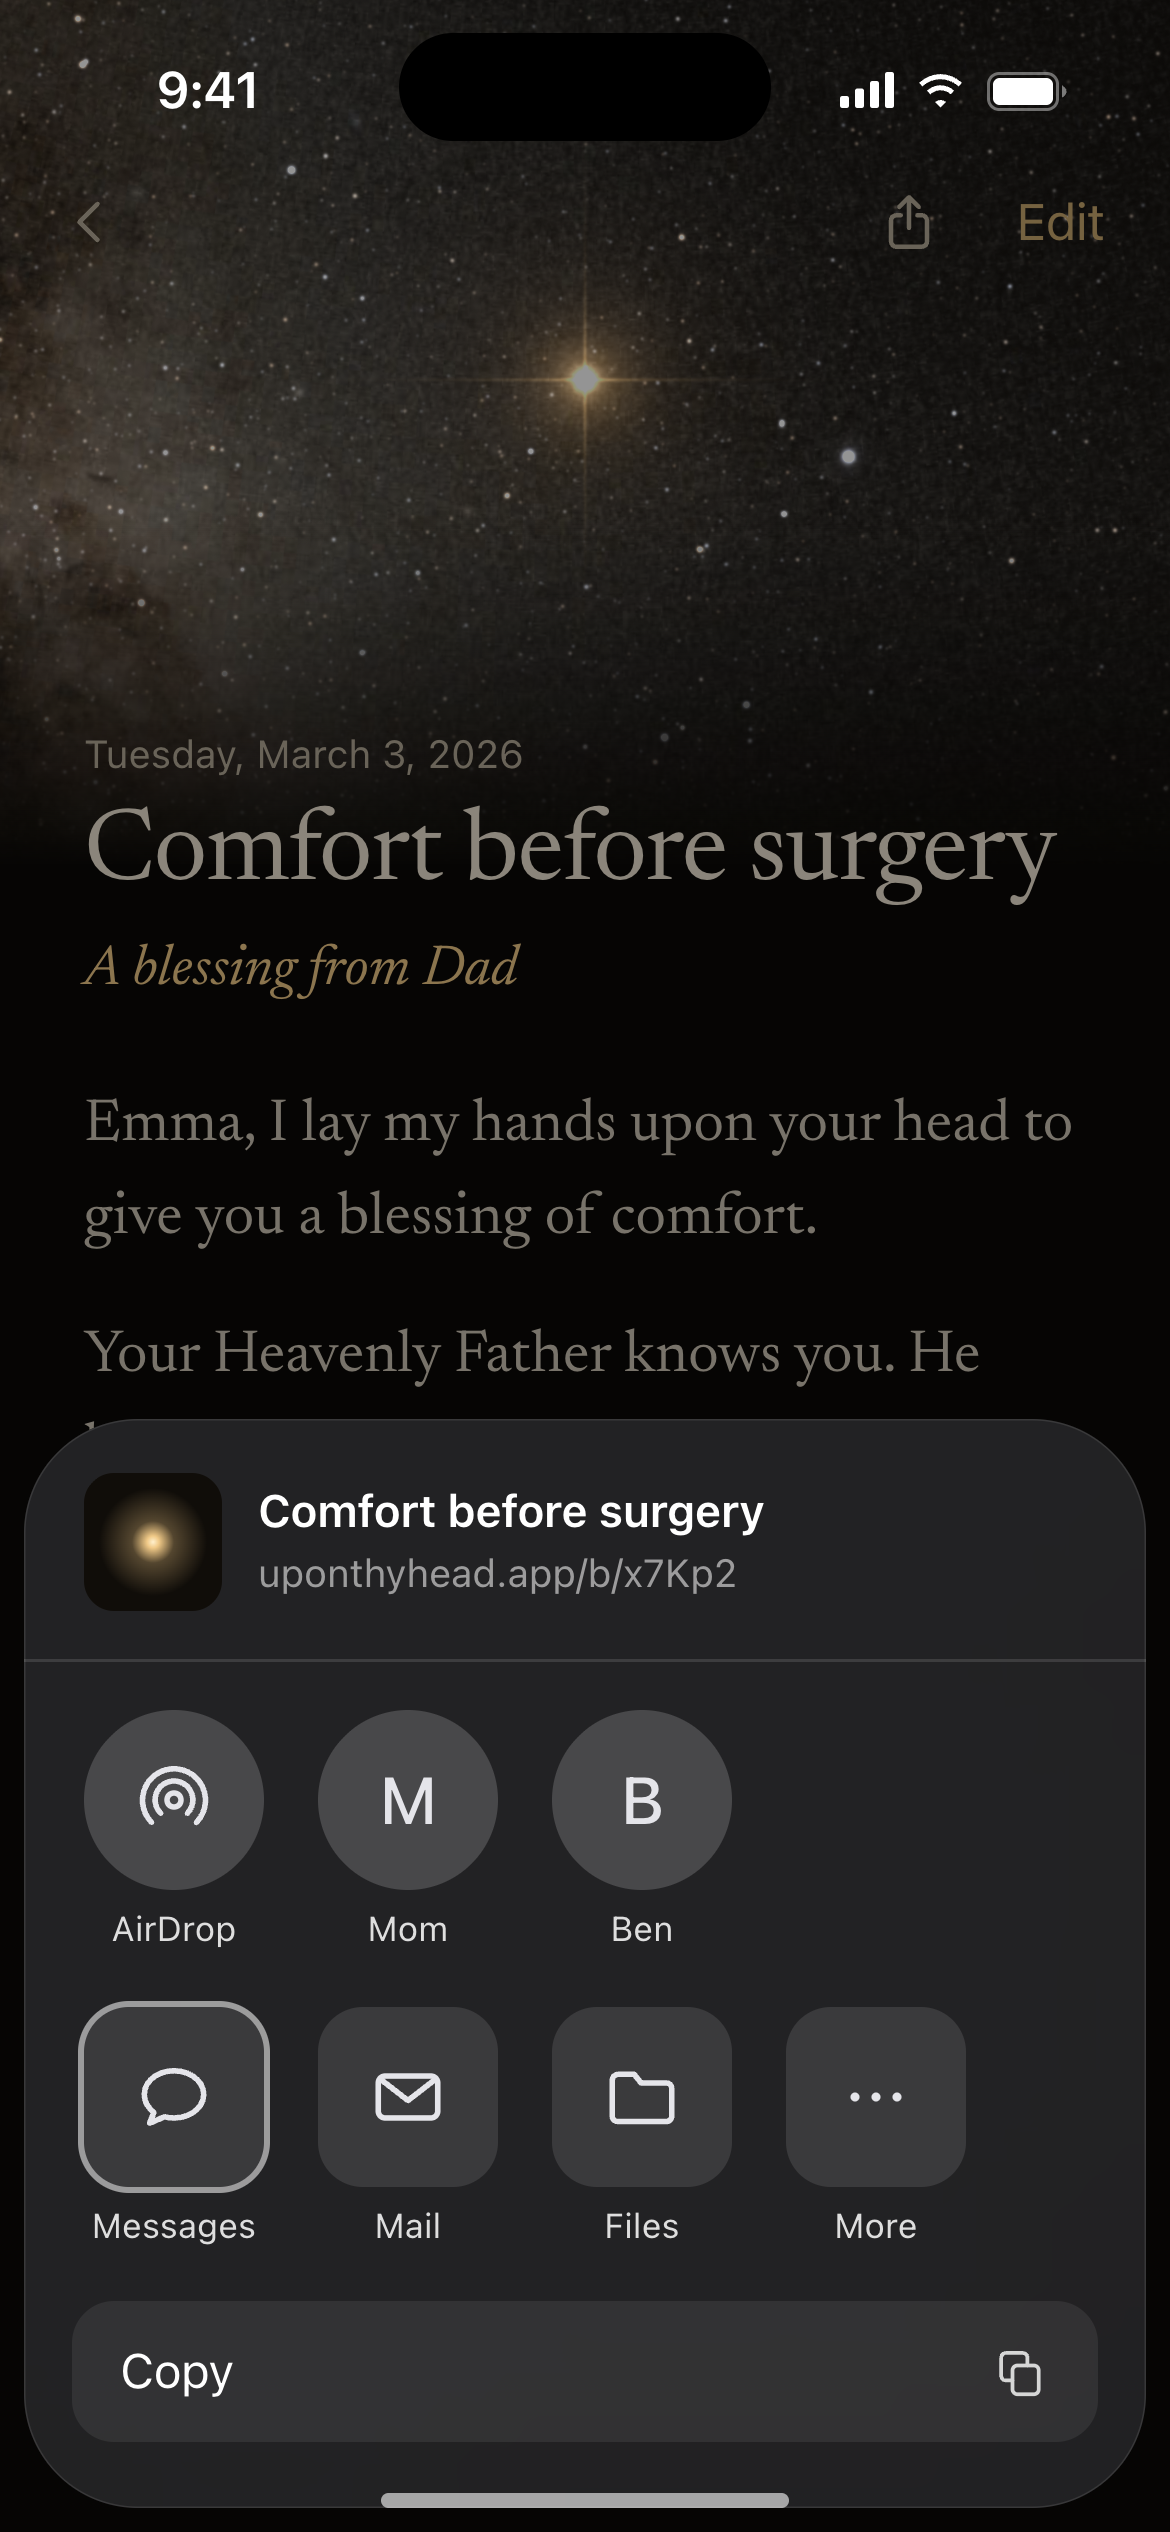 9:41
Edit
Tuesday, March 3, 2026
Comfort before surgery
A blessing from Dad
Emma, I lay my hands upon your head to
give you a blessing of comfort.
Your Heavenly Father knows you. He
Comfort before surgery
uponthyhead.app/b/x7Kp2
M
B
AirDrop
Mom
Ben
Messages
Mail
Files
More
Copy